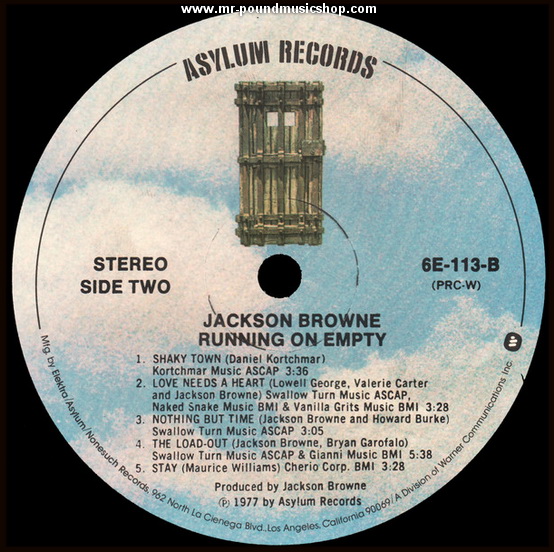 www.mr-poundmusicshop.com
ASYLUM RECORDS
STEREO
SIDE TWO
6E-113-B
(PRC-W)
JACKSON BROWNE
RUNNING ON EMPTY
1. SHAKY TOWN (Daniel Kortchmar)
Kortchmar Music ASCAP 3:36
2. LOVE NEEDS A HEART (Lowell George, Valerie Carter
and Jackson Browne) Swallow Turn Music ASCAP,
Naked Snake Music BMI & Vanilla Grits Music BMI 3:28
3. NOTHING BUT TIME (Jackson Browne and Howard Burke)
Swallow Turn Music ASCAP 3:05
4. THE LOAD-OUT (Jackson Browne, Bryan Garofalo)
Swallow Turn Music ASCAP & Gianni Music BMI 5:38
5. STAY (Maurice Williams) Cherio Corp. BMI 3:28
Produced by Jackson Browne
℗ 1977 by Asylum Records
Mfg. by Elektra/Asylum/Nonesuch Records, 962 North La Cienega Blvd., Los Angeles, California 90069/A Division of Warner Communications Inc